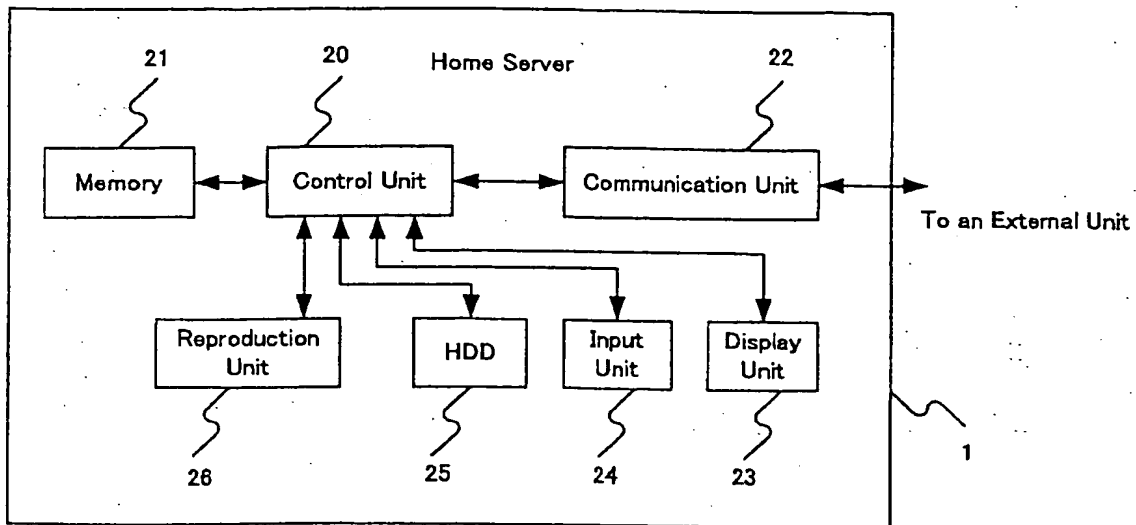 21
20
Home Server
22
Memory
Control Unit
Communication Unit
To an External Unit
Reproduction
Unit
HDD
Input
Unit
Display
Unit
26
25
24
23
1